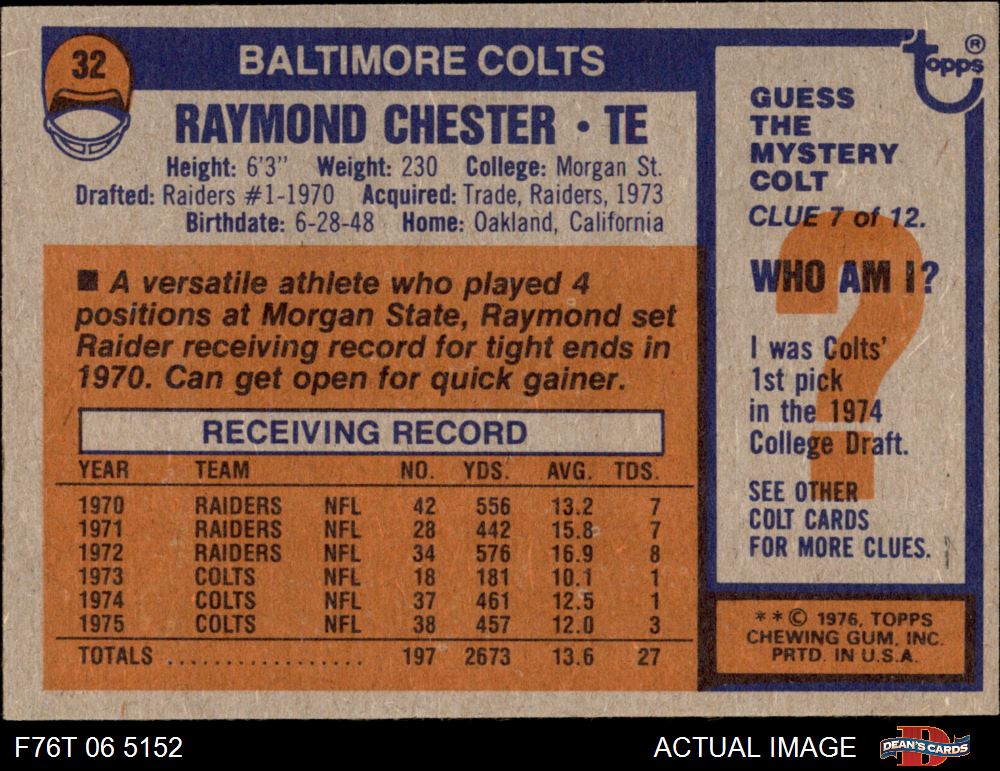 32
BALTIMORE COLTS
RAYMOND CHESTER • TE
Height: 6'3" Weight: 230 College: Morgan St.
Drafted: Raiders #1-1970 Acquired: Trade, Raiders, 1973
Birthdate: 6-28-48 Home: Oakland, California
■ A versatile athlete who played 4
positions at Morgan State, Raymond set
Raider receiving record for tight ends in
1970. Can get open for quick gainer.
RECEIVING RECORD
YEAR TEAM NO. YDS. AVG. TDS.
1970 RAIDERS NFL 42 556 13.2 7
1971 RAIDERS NFL 28 442 15.8 7
1972 RAIDERS NFL 34 576 16.9 8
1973 COLTS NFL 18 181 10.1 1
1974 COLTS NFL 37 461 12.5 1
1975 COLTS NFL 38 457 12.0 3
TOTALS ................. 197 2673 13.6 27
topps ®
GUESS
THE
MYSTERY
COLT
CLUE 7 of 12.
WHO AM I?
?
I was Colts'
1st pick
in the 1974
College Draft.
SEE OTHER
COLT CARDS
FOR MORE CLUES.
* * © 1976, TOPPS
CHEWING GUM, INC.
PRTD. IN U.S.A.
F76T 06 5152 ACTUAL IMAGE DEAN'S CARDS